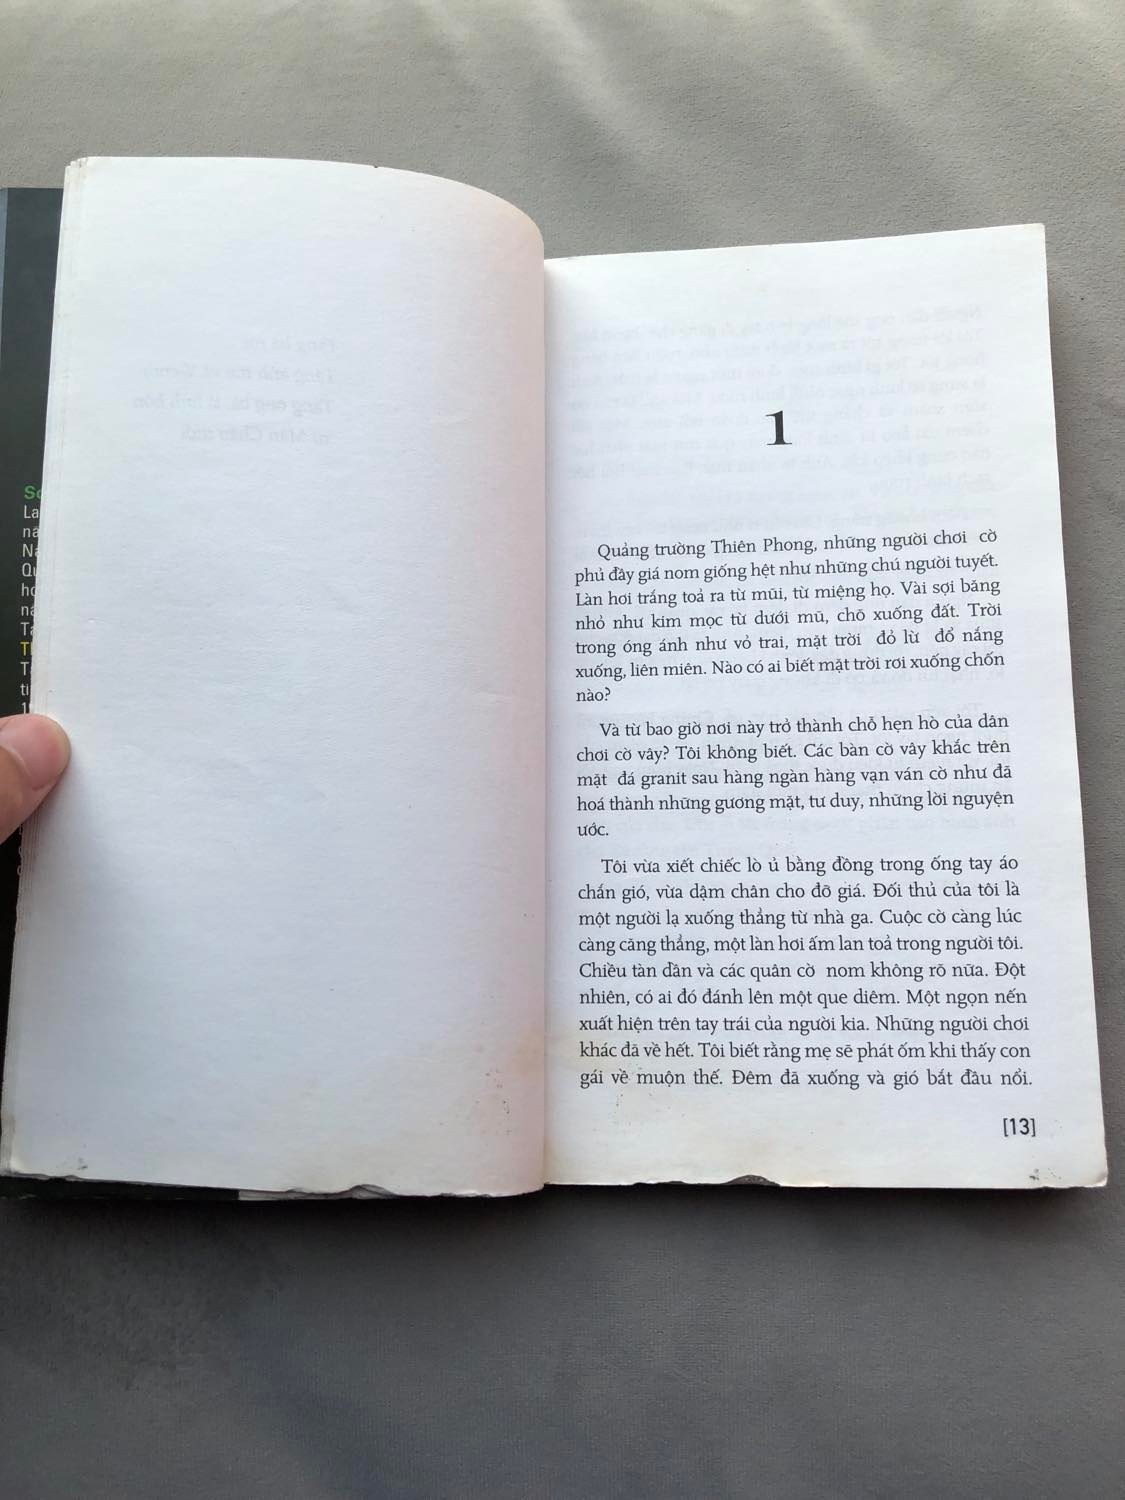 Sơ
La
nă
Na
Qu
họ
nă
Tá
Th
T
ti
19
1
Quảng trường Thiên Phong, những người chơi cờ
phủ đầy giá nom giống hệt như những chú người tuyết.
Làn hơi trắng toả ra từ mũi, từ miệng họ. Vài sợi băng
nhỏ như kim mọc từ dưới mũ, chõ xuống đất. Trời
trong óng ánh như vỏ trai, mặt trời đỏ lừ đổ nắng
xuống, liên miên. Nào có ai biết mặt trời rơi xuống chốn
nào?
Và từ bao giờ nơi này trở thành chỗ hẹn hò của dân
chơi cờ vây? Tôi không biết. Các bàn cờ vây khắc trên
mặt đá granit sau hàng ngàn hàng vạn ván cờ như đã
hoá thành những gương mặt, tư duy, những lời nguyện
ước.
Tôi vừa xiết chiếc lò ủ bằng đồng trong ống tay áo
chắn gió, vừa dậm chân cho đỡ giá. Đối thủ của tôi là
một người lạ xuống thẳng từ nhà ga. Cuộc cờ càng lúc
càng căng thẳng, một làn hơi ấm lan toả trong người tôi.
Chiều tàn dần và các quân cờ nom không rõ nữa. Đột
nhiên, có ai đó đánh lên một que diêm. Một ngọn nến
xuất hiện trên tay trái của người kia. Những người chơi
khác đã về hết. Tôi biết rằng mẹ sẽ phát ốm khi thấy con
gái về muộn thế. Đêm đã xuống và gió bắt đầu nổi.
[13]